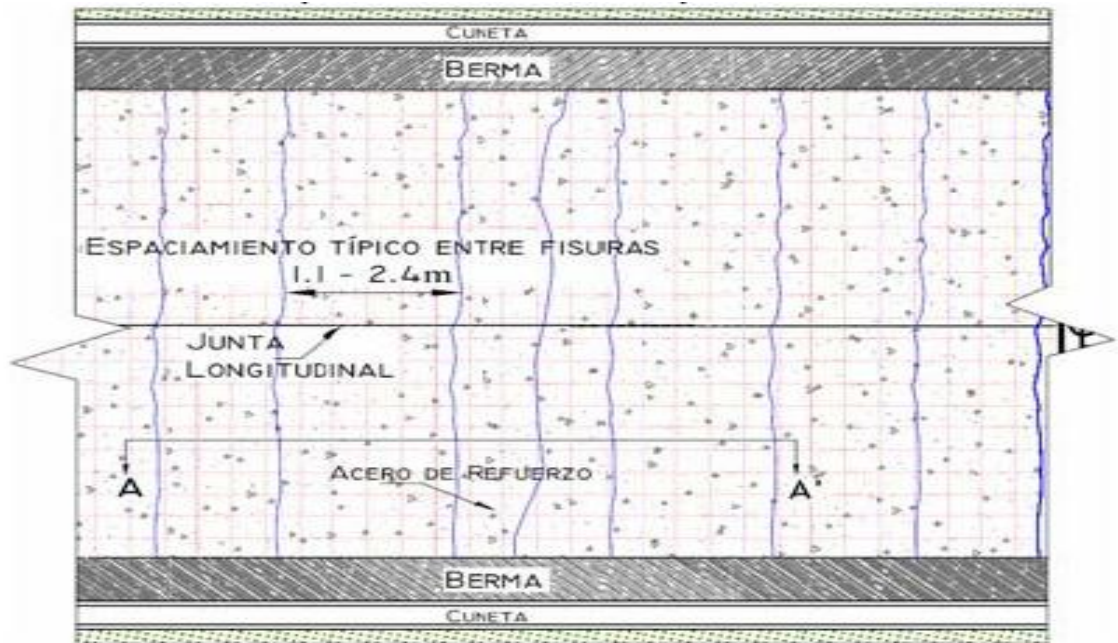 CUNETA
BERMA
ESPACIAMIENTO TÍPICO ENTRE FISURAS
1.1 - 2.4m
JUNTA
LONGITUDINAL
ACERO DE REFUERZO
A
A'
BERMA
CUNETA